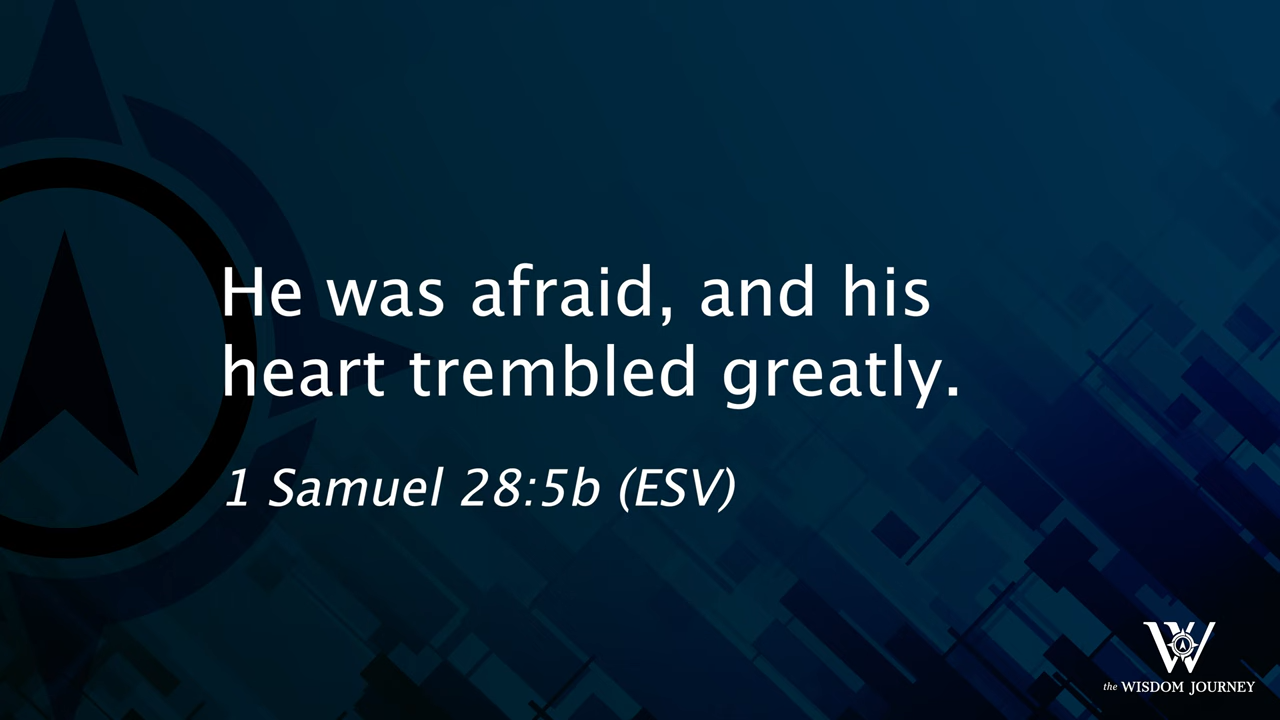 He was afraid, and his
heart trembled greatly.
1 Samuel 28:5b (ESV)
W
the WISDOM JOURNEY